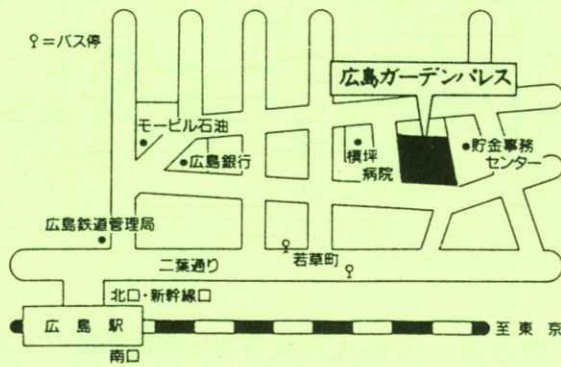 ♀=バス停
広島ガーデンパレス
モービル石油
広島銀行
横坪
病院
貯金事務
センター
広島鉄道管理局
二葉通り
若草町
北口・新幹線口
広島駅
至東京
南口